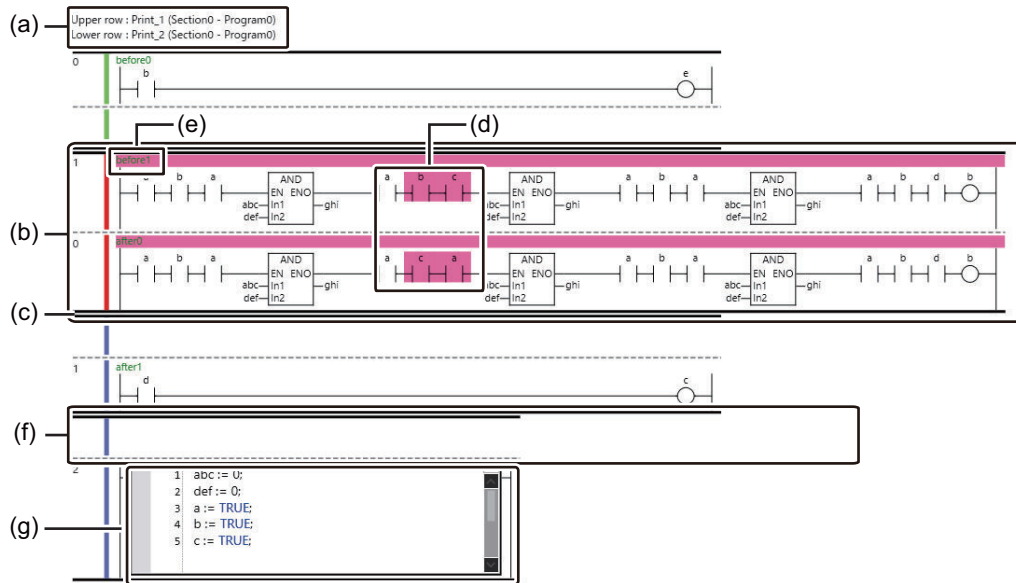 (a)
Upper row : Print_1 (Section0 - Program0)
Lower row : Print_2 (Section0 - Program0)
0 before0
b e
(e) (d)
1 before1
b a AND a b c AND a b a AND a b d b
EN ENO EN ENO EN ENO
abc In1 ghi bc In1 ghi abc In1 ghi
def In2 def In2 def In2
(b)
0 after0
a b a AND a c a AND a b a AND a b d b
EN ENO EN ENO EN ENO
abc In1 ghi bc In1 ghi abc In1 ghi
def In2 def In2 def In2
(c)
1 after1
d c
(f)
2
1 abc := 0;
2 def := 0;
3 a := TRUE;
(g)
4 b := TRUE;
5 c := TRUE;